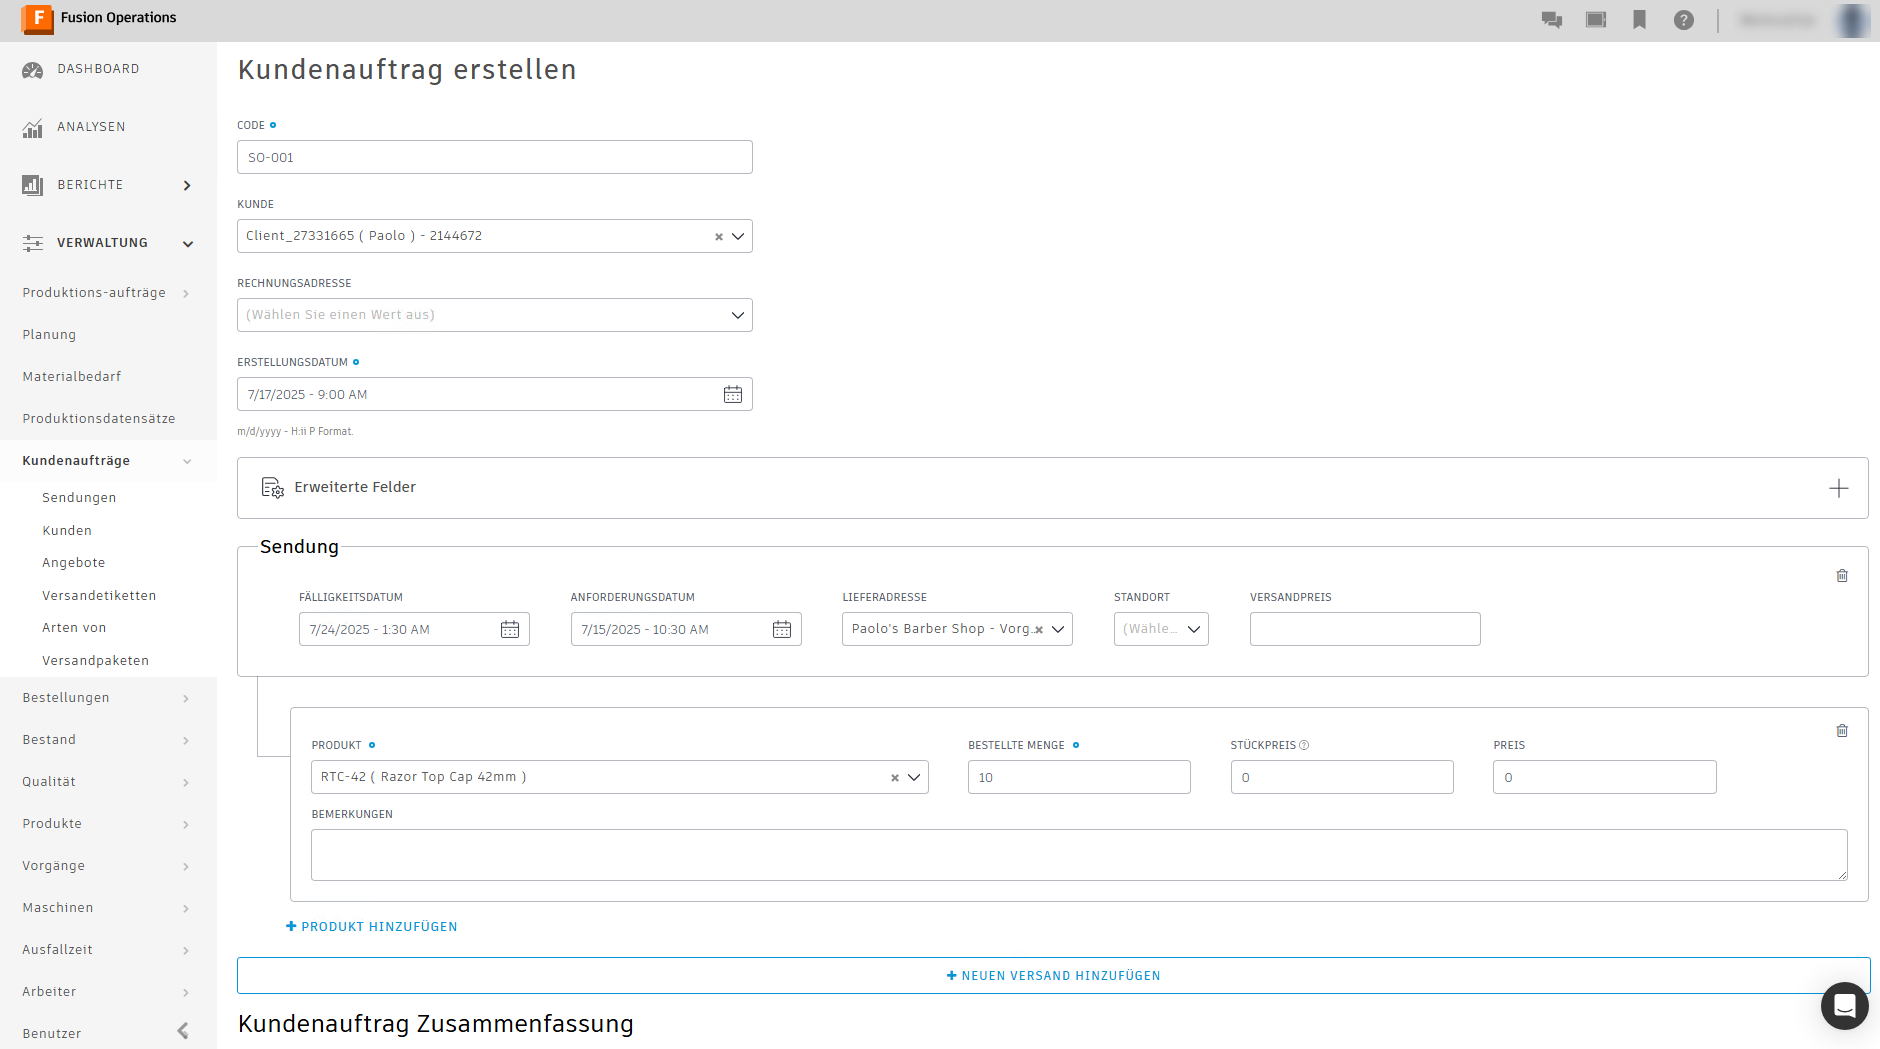 F Fusion Operations
DASHBOARD
ANALYSEN
BERICHTE
VERWALTUNG
Produktions-aufträge
Planung
Materialbedarf
Produktionsdatensätze
Kundenaufträge
Sendungen
Kunden
Angebote
Versandetiketten
Arten von
Versandpaketen
Bestellungen
Bestand
Qualität
Produkte
Vorgänge
Maschinen
Ausfallzeit
Arbeiter
Benutzer
Kundenauftrag erstellen
CODE
SO-001
KUNDE
Client_27331665 ( Paolo ) - 2144672
RECHNUNGSADRESSE
(Wählen Sie einen Wert aus)
ERSTELLUNGSDATUM
7/17/2025 - 9:00 AM
m/d/yyyy - H:ii P Format.
Erweiterte Felder
Sendung
FÄLLIGKEITSDATUM ANFORDERUNGSDATUM LIEFERADRESSE STANDORT VERSANDPREIS
7/24/2025 - 1:30 AM 7/15/2025 - 10:30 AM Paolo's Barber Shop - Vorg... (Wähle...
PRODUKT BESTELLTE MENGE STÜCKPREIS PREIS
RTC-42 ( Razor Top Cap 42mm ) 10 0 0
BEMERKUNGEN
+ PRODUKT HINZUFÜGEN
+ NEUEN VERSAND HINZUFÜGEN
Kundenauftrag Zusammenfassung